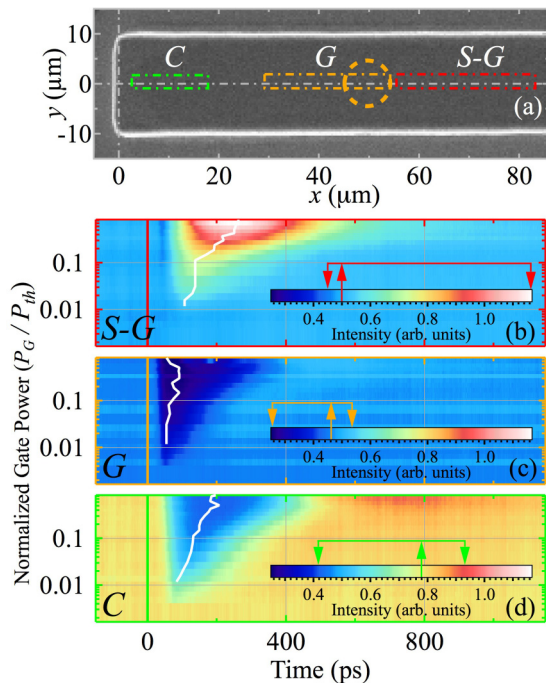 10
0
-10
y (μm)
C
G
S-G
(a)
0
20
40
60
80
x (μm)
Normalized Gate Power (P_G / P_th)
0.1
0.01
S-G
0.4
0.6
0.8
1.0
Intensity (arb. units)
(b)
0.1
0.01
G
0.4
0.6
0.8
1.0
Intensity (arb. units)
(c)
0.1
0.01
C
0.4
0.6
0.8
1.0
Intensity (arb. units)
(d)
0
400
800
Time (ps)